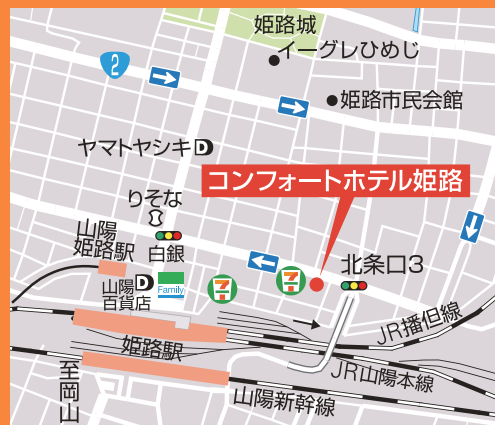 姫路城
イーグレひめじ
2
姫路市民会館
ヤマトヤシキ D
コンフォートホテル姫路
りそな
白銀
山陽
姫路駅
北条口3
山陽
百貨店
D
Family
7
7
姫路駅
JR播但線
JR山陽本線
山陽新幹線
至岡山